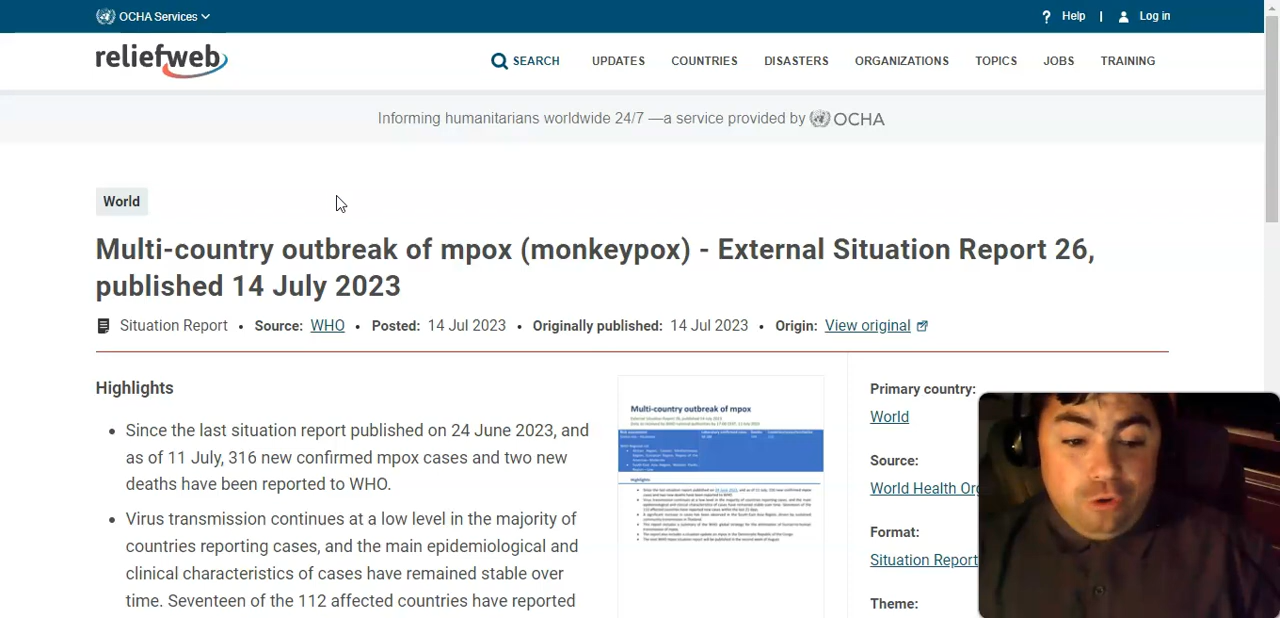 OCHA Services
? Help | Log in
reliefweb
SEARCH UPDATES COUNTRIES DISASTERS ORGANIZATIONS TOPICS JOBS TRAINING
Informing humanitarians worldwide 24/7 —a service provided by OCHA
World
Multi-country outbreak of mpox (monkeypox) - External Situation Report 26,
published 14 July 2023
Situation Report • Source: WHO • Posted: 14 Jul 2023 • Originally published: 14 Jul 2023 • Origin: View original
Highlights
• Since the last situation report published on 24 June 2023, and
as of 11 July, 316 new confirmed mpox cases and two new
deaths have been reported to WHO.
• Virus transmission continues at a low level in the majority of
countries reporting cases, and the main epidemiological and
clinical characteristics of cases have remained stable over
time. Seventeen of the 112 affected countries have reported
Multi-country outbreak of mpox
Highlights
Primary country:
World
Source:
World Health Org
Format:
Situation Report
Theme: